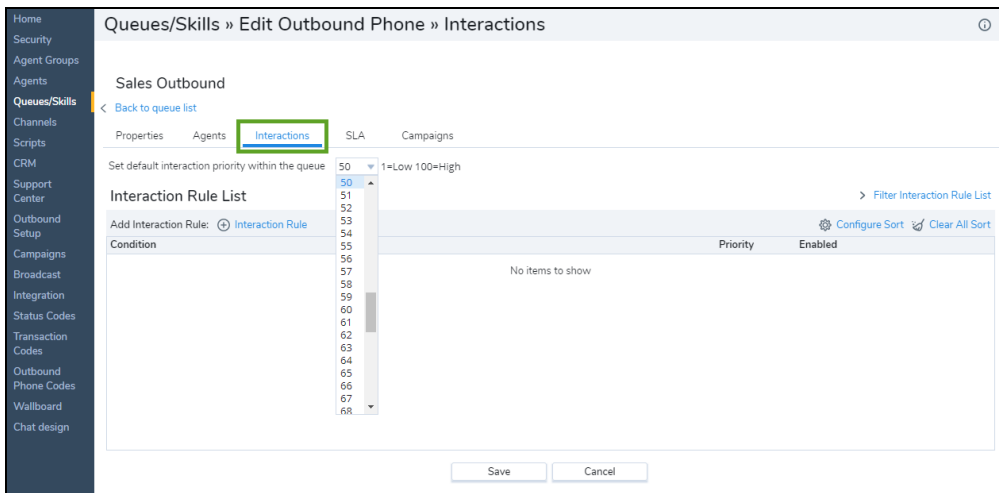 Home
Security
Agent Groups
Agents
Queues/Skills
Channels
Scripts
CRM
Support
Center
Outbound
Setup
Campaigns
Broadcast
Integration
Status Codes
Transaction
Codes
Outbound
Phone Codes
Wallboard
Chat design
Queues/Skills » Edit Outbound Phone » Interactions
Sales Outbound
< Back to queue list
Properties Agents Interactions SLA Campaigns
Set default interaction priority within the queue 50 1=Low 100=High
50
51
52
53
54
55
56
57
58
59
60
61
62
63
64
65
66
67
68
Interaction Rule List > Filter Interaction Rule List
Add Interaction Rule: Interaction Rule Configure Sort Clear All Sort
Condition Priority Enabled
No items to show
Save Cancel